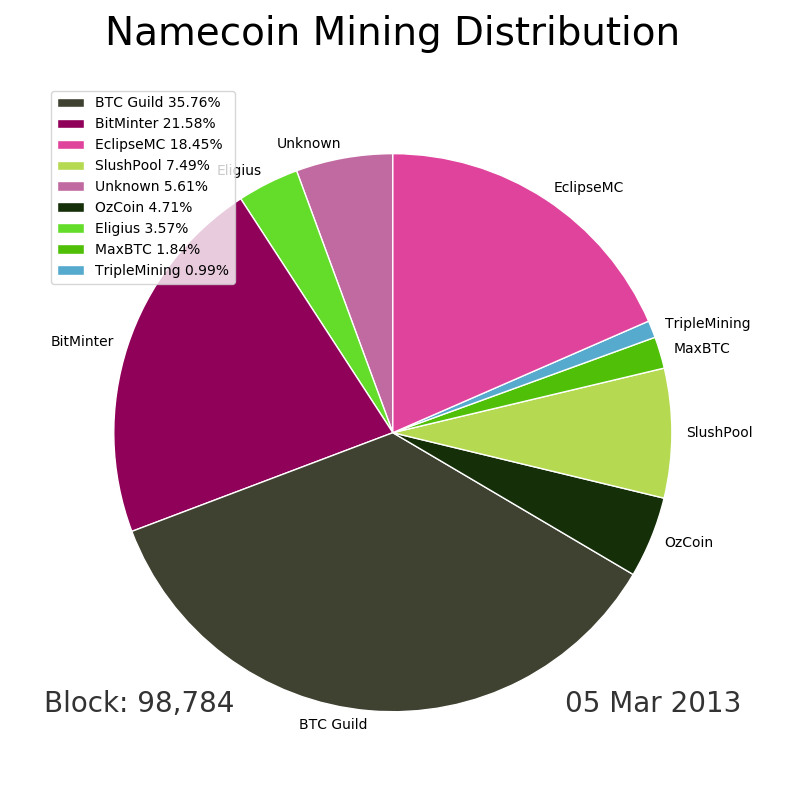 Namecoin Mining Distribution
BTC Guild 35.76%
BitMinter 21.58%
EclipseMC 18.45%
SlushPool 7.49%
Unknown 5.61%
OzCoin 4.71%
Eligius 3.57%
MaxBTC 1.84%
TripleMining 0.99%
Unknown
Eligius
EclipseMC
TripleMining
BitMinter
MaxBTC
SlushPool
OzCoin
Block: 98,784
05 Mar 2013
BTC Guild